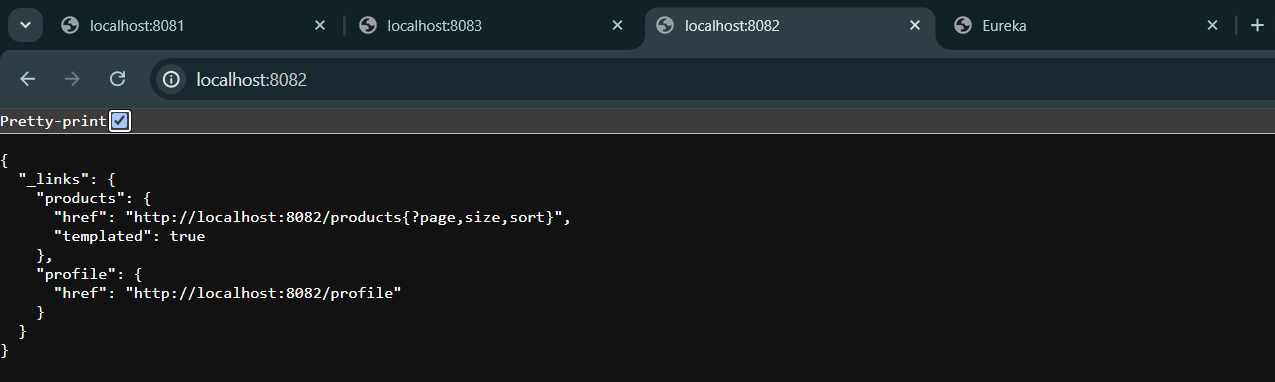 localhost:8081
localhost:8083
localhost:8082
Eureka
localhost:8082
Pretty-print
{
  "_links": {
    "products": {
      "href": "http://localhost:8082/products{?page,size,sort}",
      "templated": true
    },
    "profile": {
      "href": "http://localhost:8082/profile"
    }
  }
}